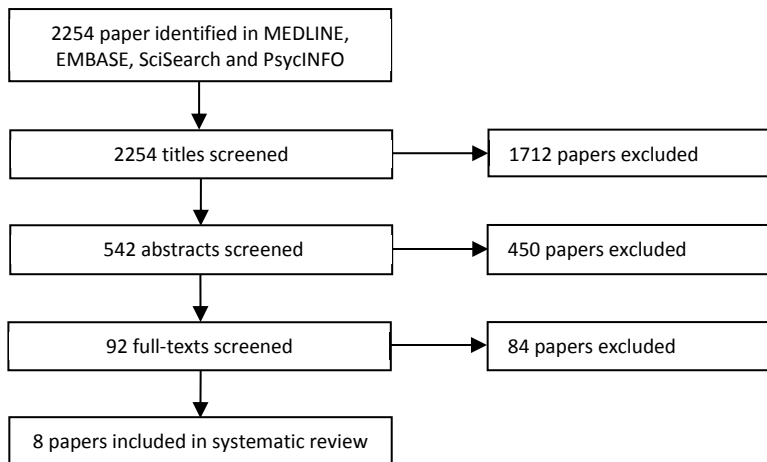 2254 paper identified in MEDLINE,
EMBASE, SciSearch and PsycINFO
2254 titles screened
1712 papers excluded
542 abstracts screened
450 papers excluded
92 full-texts screened
84 papers excluded
8 papers included in systematic review